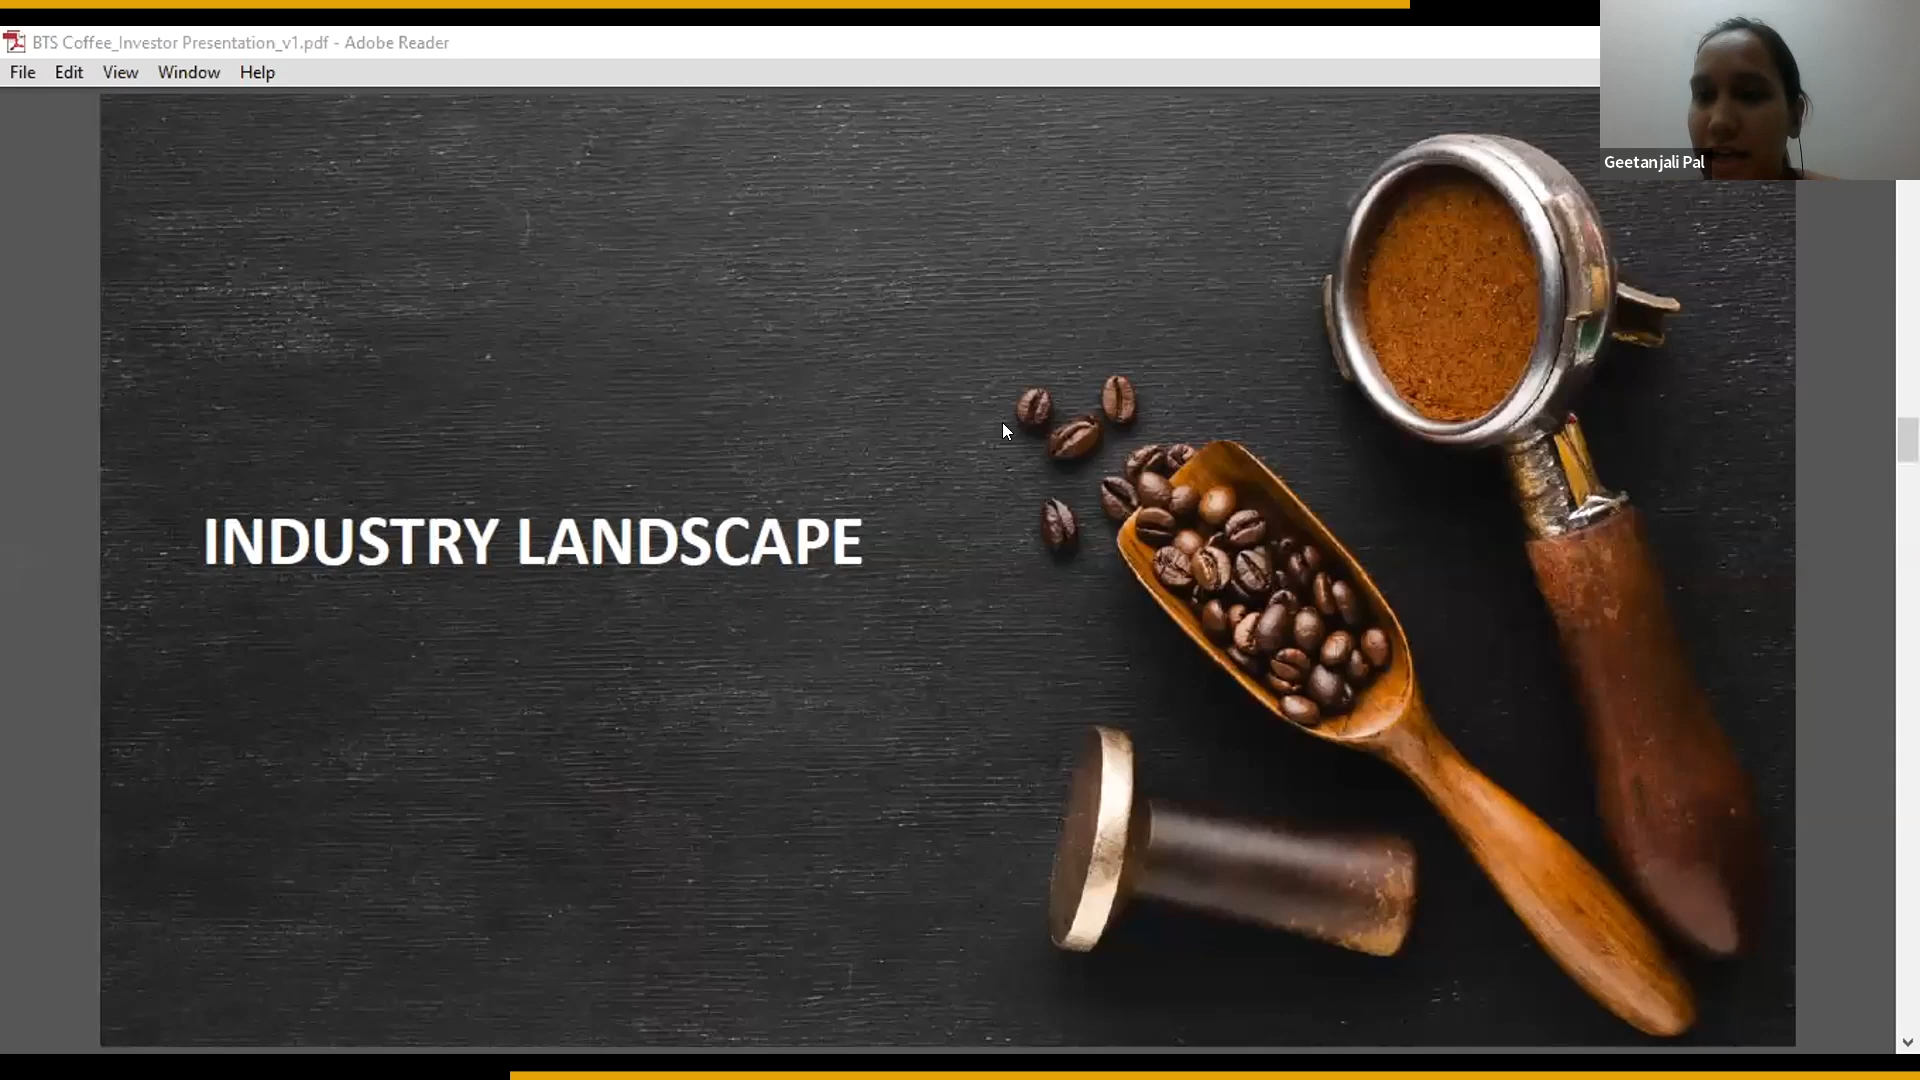 BTS Coffee_Investor Presentation_v1.pdf - Adobe Reader
File Edit View Window Help
Geetanjali Pal
INDUSTRY LANDSCAPE